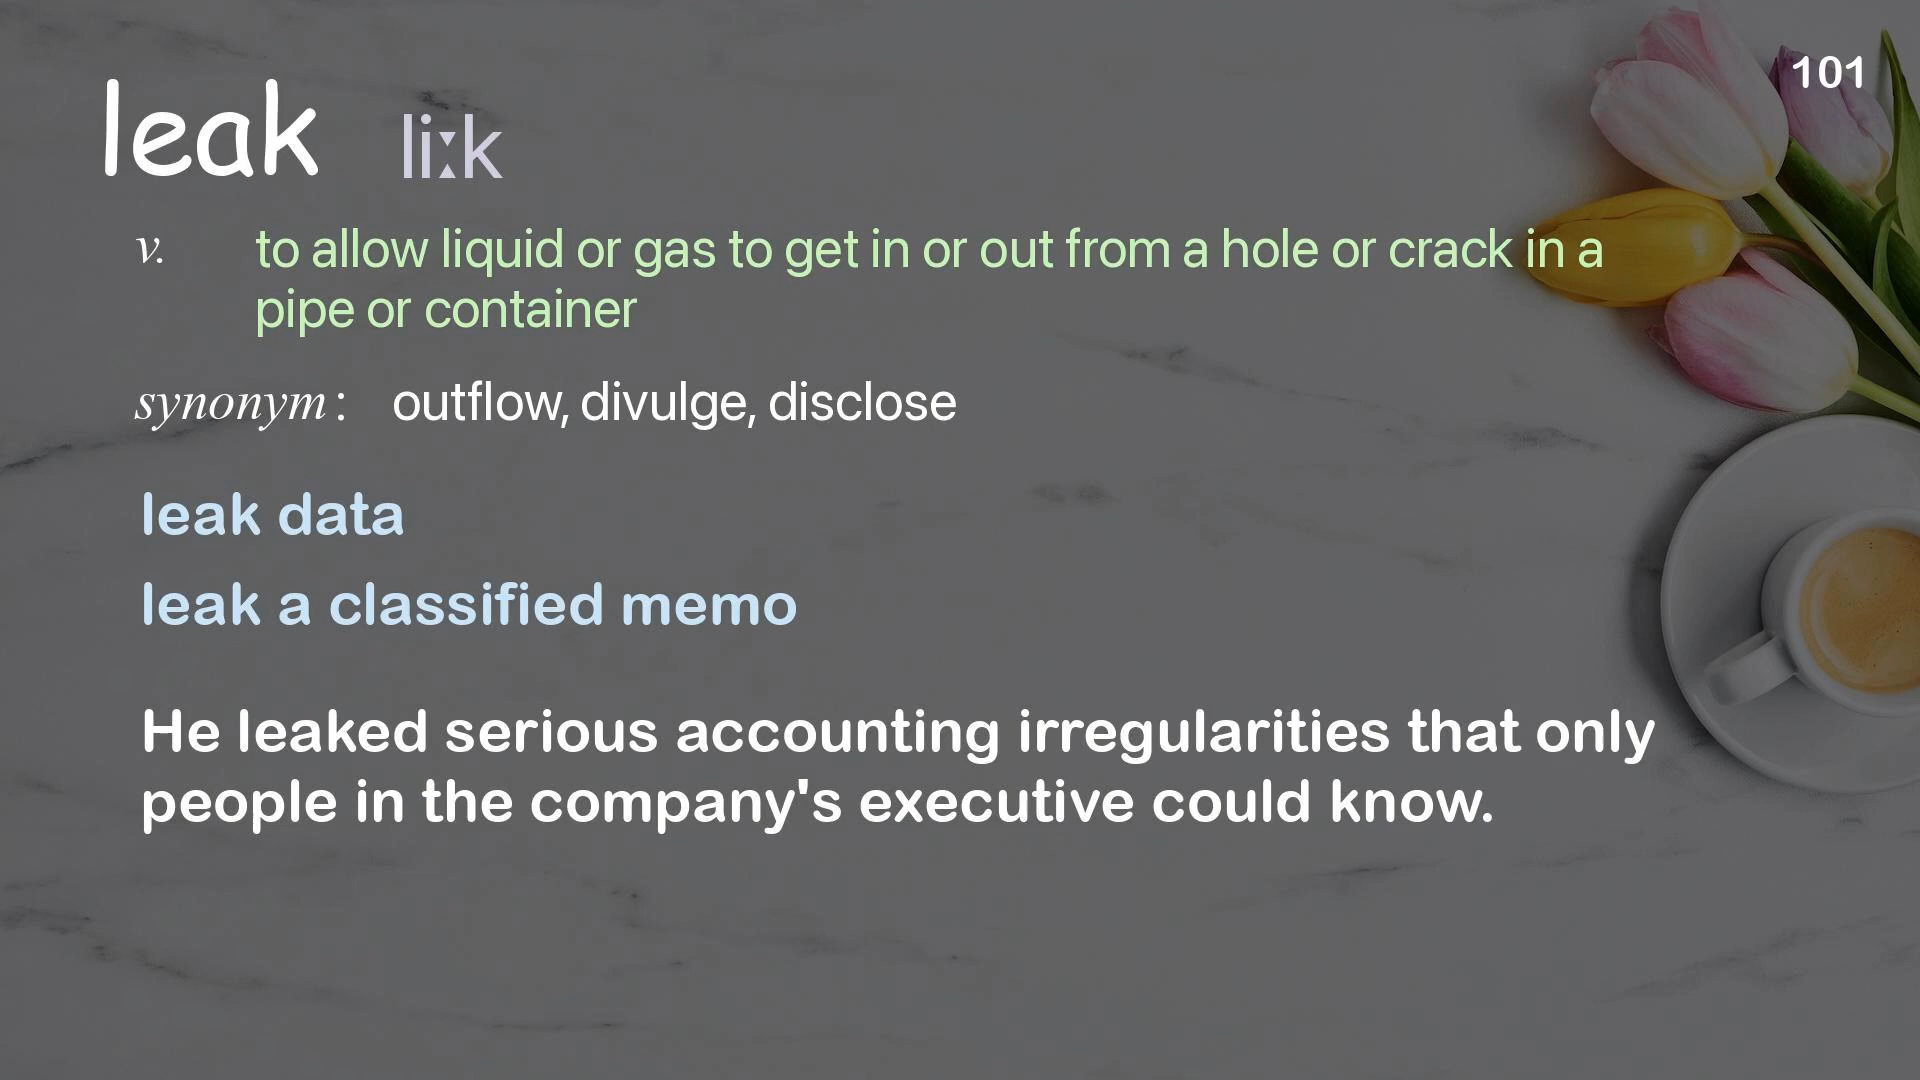 101
leak liːk
v. to allow liquid or gas to get in or out from a hole or crack in a
pipe or container
synonym: outflow, divulge, disclose
leak data
leak a classified memo
He leaked serious accounting irregularities that only
people in the company's executive could know.